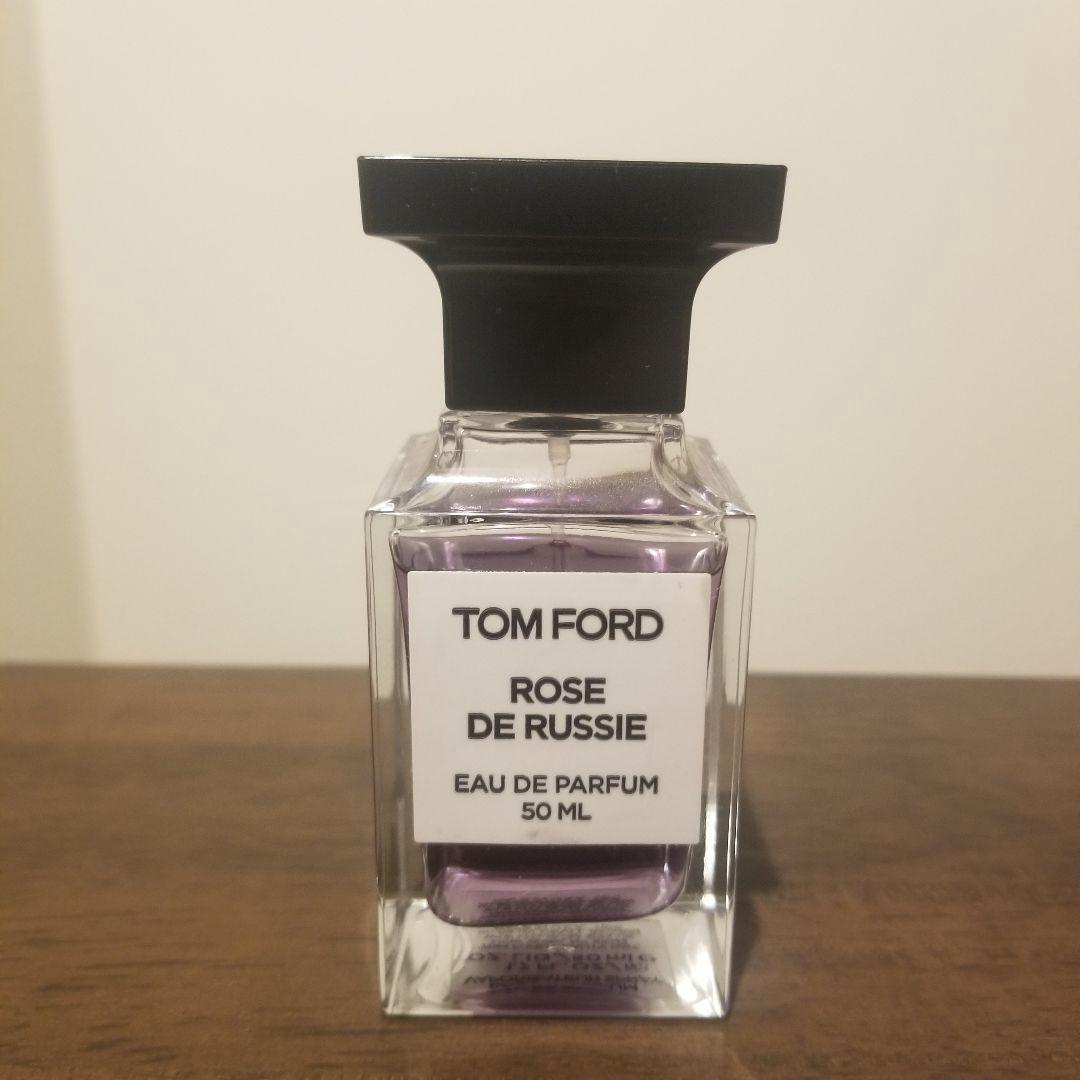 TOM FORD
ROSE
DE RUSSIE
EAU DE PARFUM
50 ML